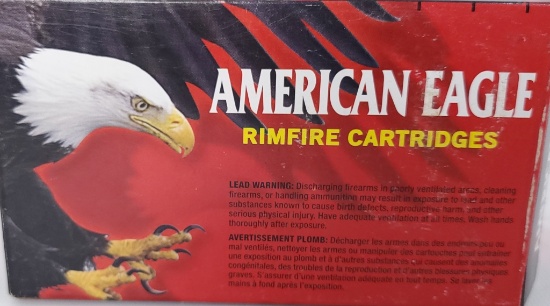 AMERICAN EAGLE
RIMFIRE CARTRIDGES
LEAD WARNING: Discharging firearms in poorly ventilated areas, cleaning
firearms, or handling ammunition may result in exposure to lead and other
substances known to cause birth defects, reproductive harm, and other
serious physical injury. Have adequate ventilation at all times. Wash hands
thoroughly after exposure.
AVERTISSEMENT PLOMB: Décharger les armes dans des endroits peu ou
mal ventilés, nettoyer les armes ou manipuler des cartouches peut entraîner
une exposition au plomb et à d'autres substances qui causent des anomalies
congénitales, des troubles de la reproduction et d'autres blessures physiques
graves. S'assurer d'une ventilation adéquate en tout temps. Se laver les
mains à fond après l'exposition.